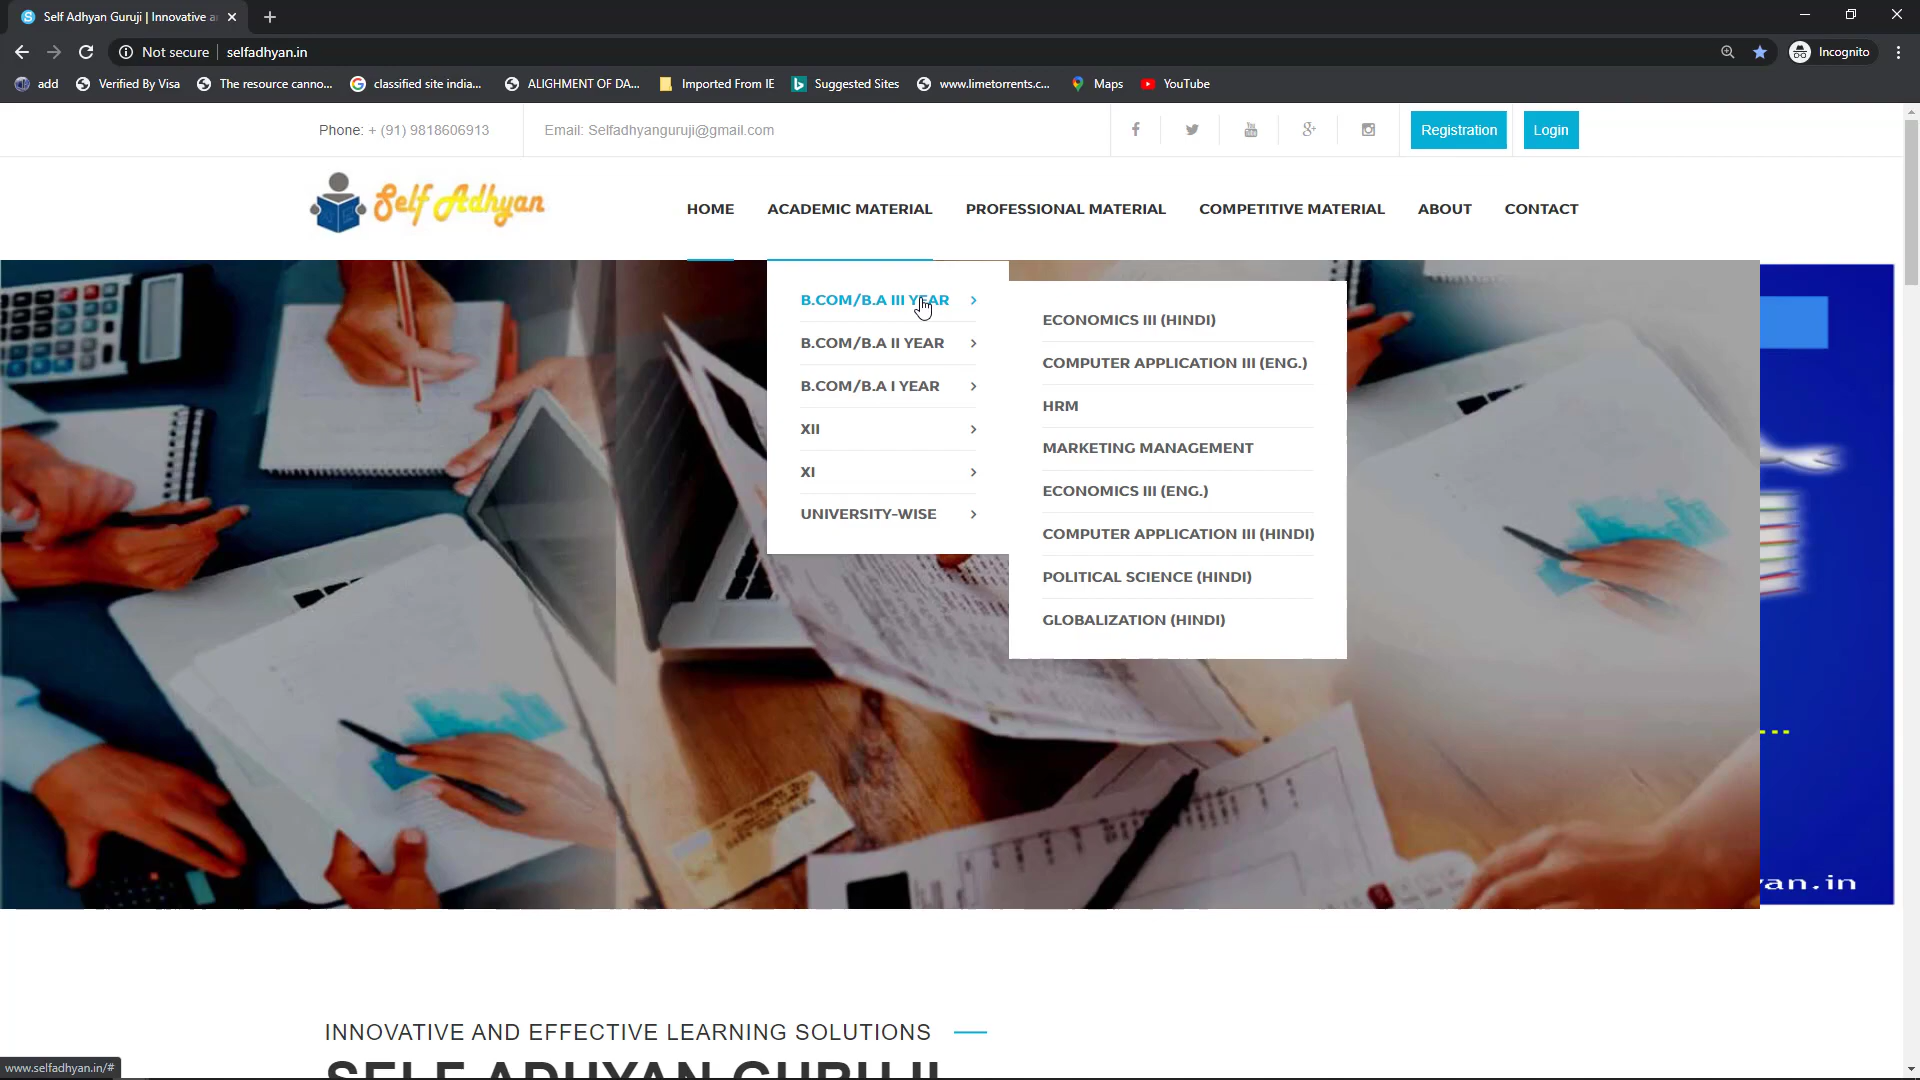 Self Adhyan Guruji | Innovative a
Not secure
selfadhyan.in
Incognito
add
Verified By Visa
The resource canno...
classified site india...
ALIGHMENT OF DA...
Imported From IE
Suggested Sites
www.limetorrents.c...
Maps
YouTube
Phone: + (91) 9818606913
Email: Selfadhyanguruji@gmail.com
Registration
Login
Self Adhyan
HOME
ACADEMIC MATERIAL
PROFESSIONAL MATERIAL
COMPETITIVE MATERIAL
ABOUT
CONTACT
B.COM/B.A III YEAR
B.COM/B.A II YEAR
B.COM/B.A I YEAR
XII
XI
UNIVERSITY-WISE
ECONOMICS III (HINDI)
COMPUTER APPLICATION III (ENG.)
HRM
MARKETING MANAGEMENT
ECONOMICS III (ENG.)
COMPUTER APPLICATION III (HINDI)
POLITICAL SCIENCE (HINDI)
GLOBALIZATION (HINDI)
yan.in
INNOVATIVE AND EFFECTIVE LEARNING SOLUTIONS
SELF ADHYAN GURUJI
www.selfadhyan.in/#